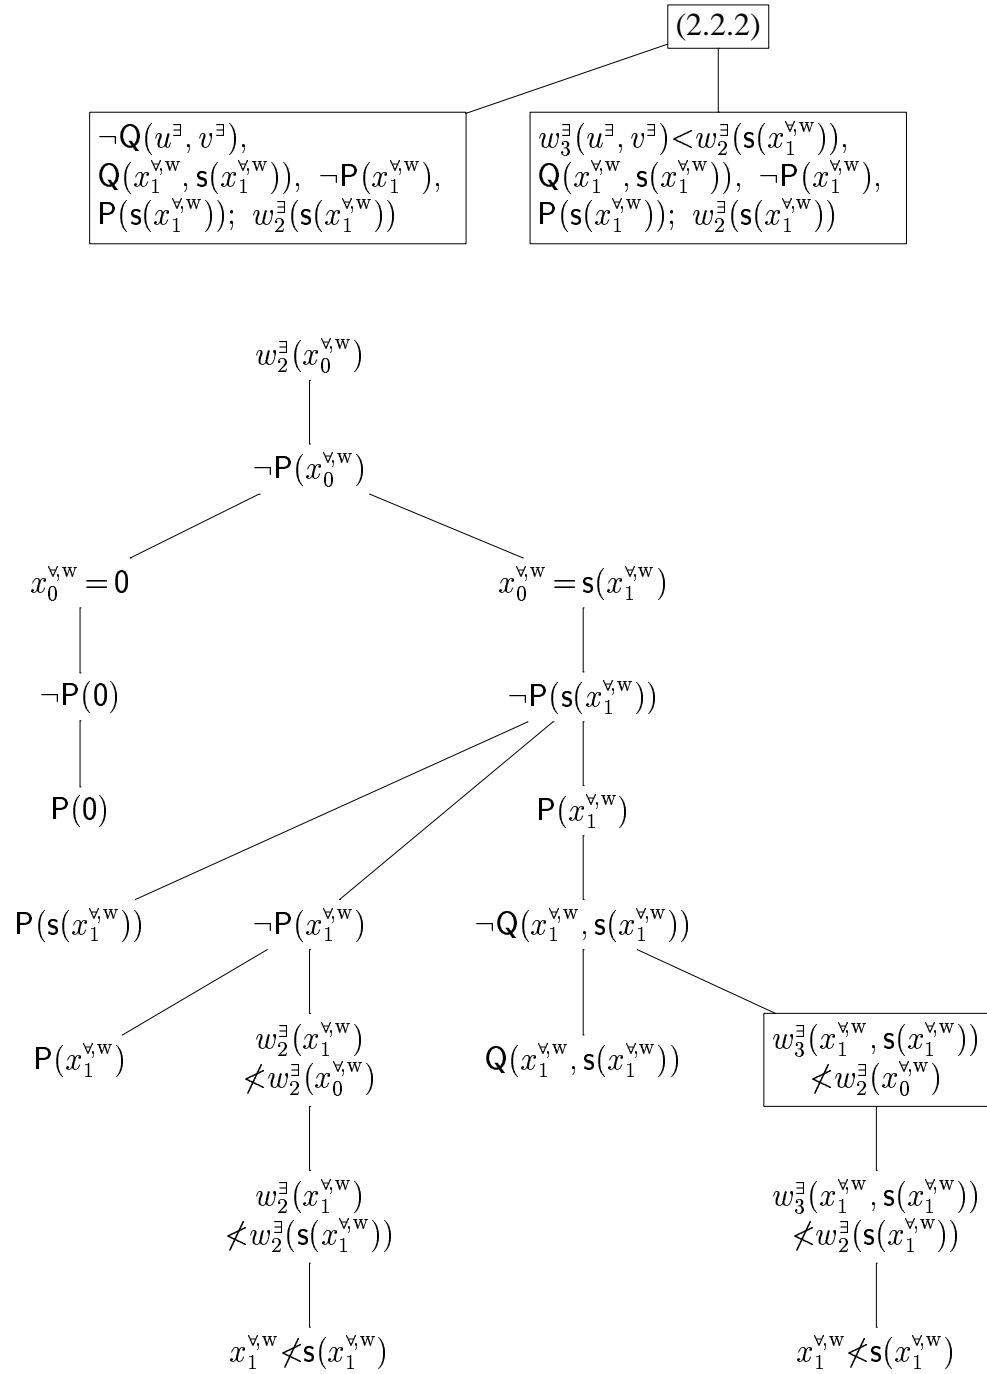 (2.2.2)
¬Q(u^∃, v^∃),
Q(x_1^{∀,w}, s(x_1^{∀,w})), ¬P(x_1^{∀,w}),
P(s(x_1^{∀,w})); w_2^∃(s(x_1^{∀,w}))
w_3^∃(u^∃, v^∃)<w_2^∃(s(x_1^{∀,w})),
Q(x_1^{∀,w}, s(x_1^{∀,w})), ¬P(x_1^{∀,w}),
P(s(x_1^{∀,w})); w_2^∃(s(x_1^{∀,w}))
w_2^∃(x_0^{∀,w})
¬P(x_0^{∀,w})
x_0^{∀,w} = 0
x_0^{∀,w} = s(x_1^{∀,w})
¬P(0)
¬P(s(x_1^{∀,w}))
P(0)
P(x_1^{∀,w})
P(s(x_1^{∀,w}))
¬P(x_1^{∀,w})
¬Q(x_1^{∀,w}, s(x_1^{∀,w}))
P(x_1^{∀,w})
w_2^∃(x_1^{∀,w})
≮w_2^∃(x_0^{∀,w})
Q(x_1^{∀,w}, s(x_1^{∀,w}))
w_3^∃(x_1^{∀,w}, s(x_1^{∀,w}))
≮w_2^∃(x_0^{∀,w})
w_2^∃(x_1^{∀,w})
≮w_2^∃(s(x_1^{∀,w}))
w_3^∃(x_1^{∀,w}, s(x_1^{∀,w}))
≮w_2^∃(s(x_1^{∀,w}))
x_1^{∀,w}≮s(x_1^{∀,w})
x_1^{∀,w}≮s(x_1^{∀,w})